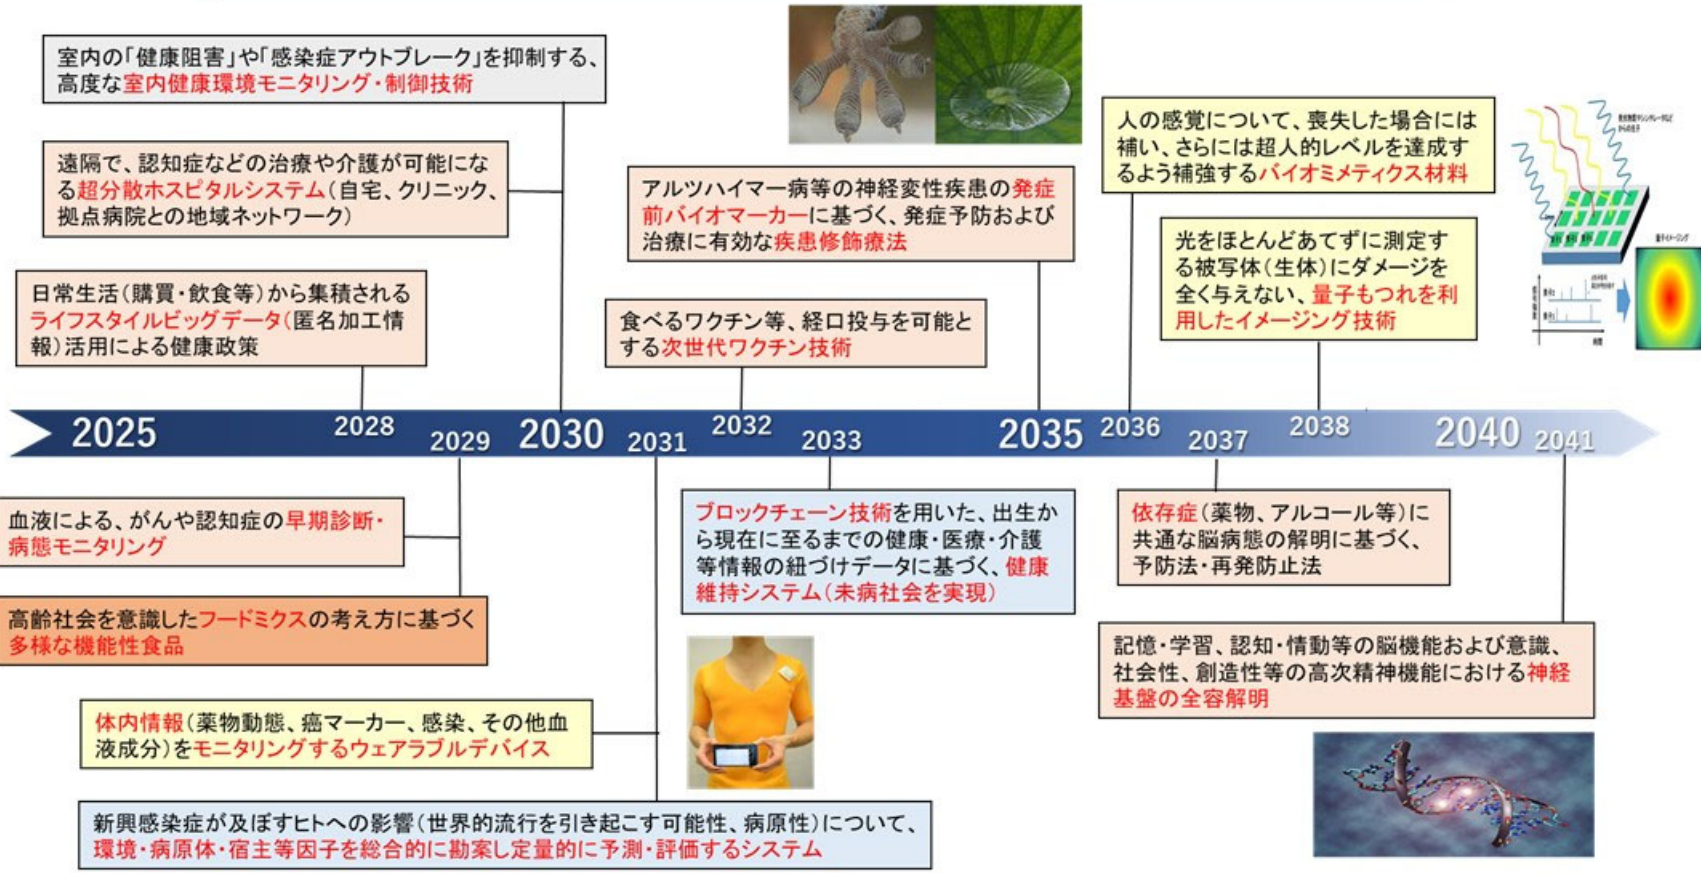 室内の「健康阻害」や「感染症アウトブレーク」を抑制する、
高度な室内健康環境モニタリング・制御技術
遠隔で、認知症などの治療や介護が可能にな
る超分散ホスピタルシステム（自宅、クリニック、
拠点病院との地域ネットワーク）
日常生活（購買・飲食等）から集積される
ライフスタイルビッグデータ（匿名加工情
報）活用による健康政策
アルツハイマー病等の神経変性疾患の発症
前バイオマーカーに基づく、発症予防および
治療に有効な疾患修飾療法
食べるワクチン等、経口投与を可能と
する次世代ワクチン技術
人の感覚について、喪失した場合には
補い、さらには超人的レベルを達成す
るよう補強するバイオミメティクス材料
光をほとんどあてずに測定す
る被写体（生体）にダメージを
全く与えない、量子もつれを利
用したイメージング技術
量子イメージング
時間
2025
2028
2029
2030
2031
2032
2033
2035
2036
2037
2038
2040
2041
血液による、がんや認知症の早期診断・
病態モニタリング
高齢社会を意識したフードミクスの考え方に基づく
多様な機能性食品
体内情報（薬物動態、癌マーカー、感染、その他血
液成分）をモニタリングするウェアラブルデバイス
新興感染症が及ぼすヒトへの影響（世界的流行を引き起こす可能性、病原性）について、
環境・病原体・宿主等因子を総合的に勘案し定量的に予測・評価するシステム
ブロックチェーン技術を用いた、出生か
ら現在に至るまでの健康・医療・介護
等情報の紐づけデータに基づく、健康
維持システム（未病社会を実現）
依存症（薬物、アルコール等）に
共通な脳病態の解明に基づく、
予防法・再発防止法
記憶・学習、認知・情動等の脳機能および意識、
社会性、創造性等の高次精神機能における神経
基盤の全容解明